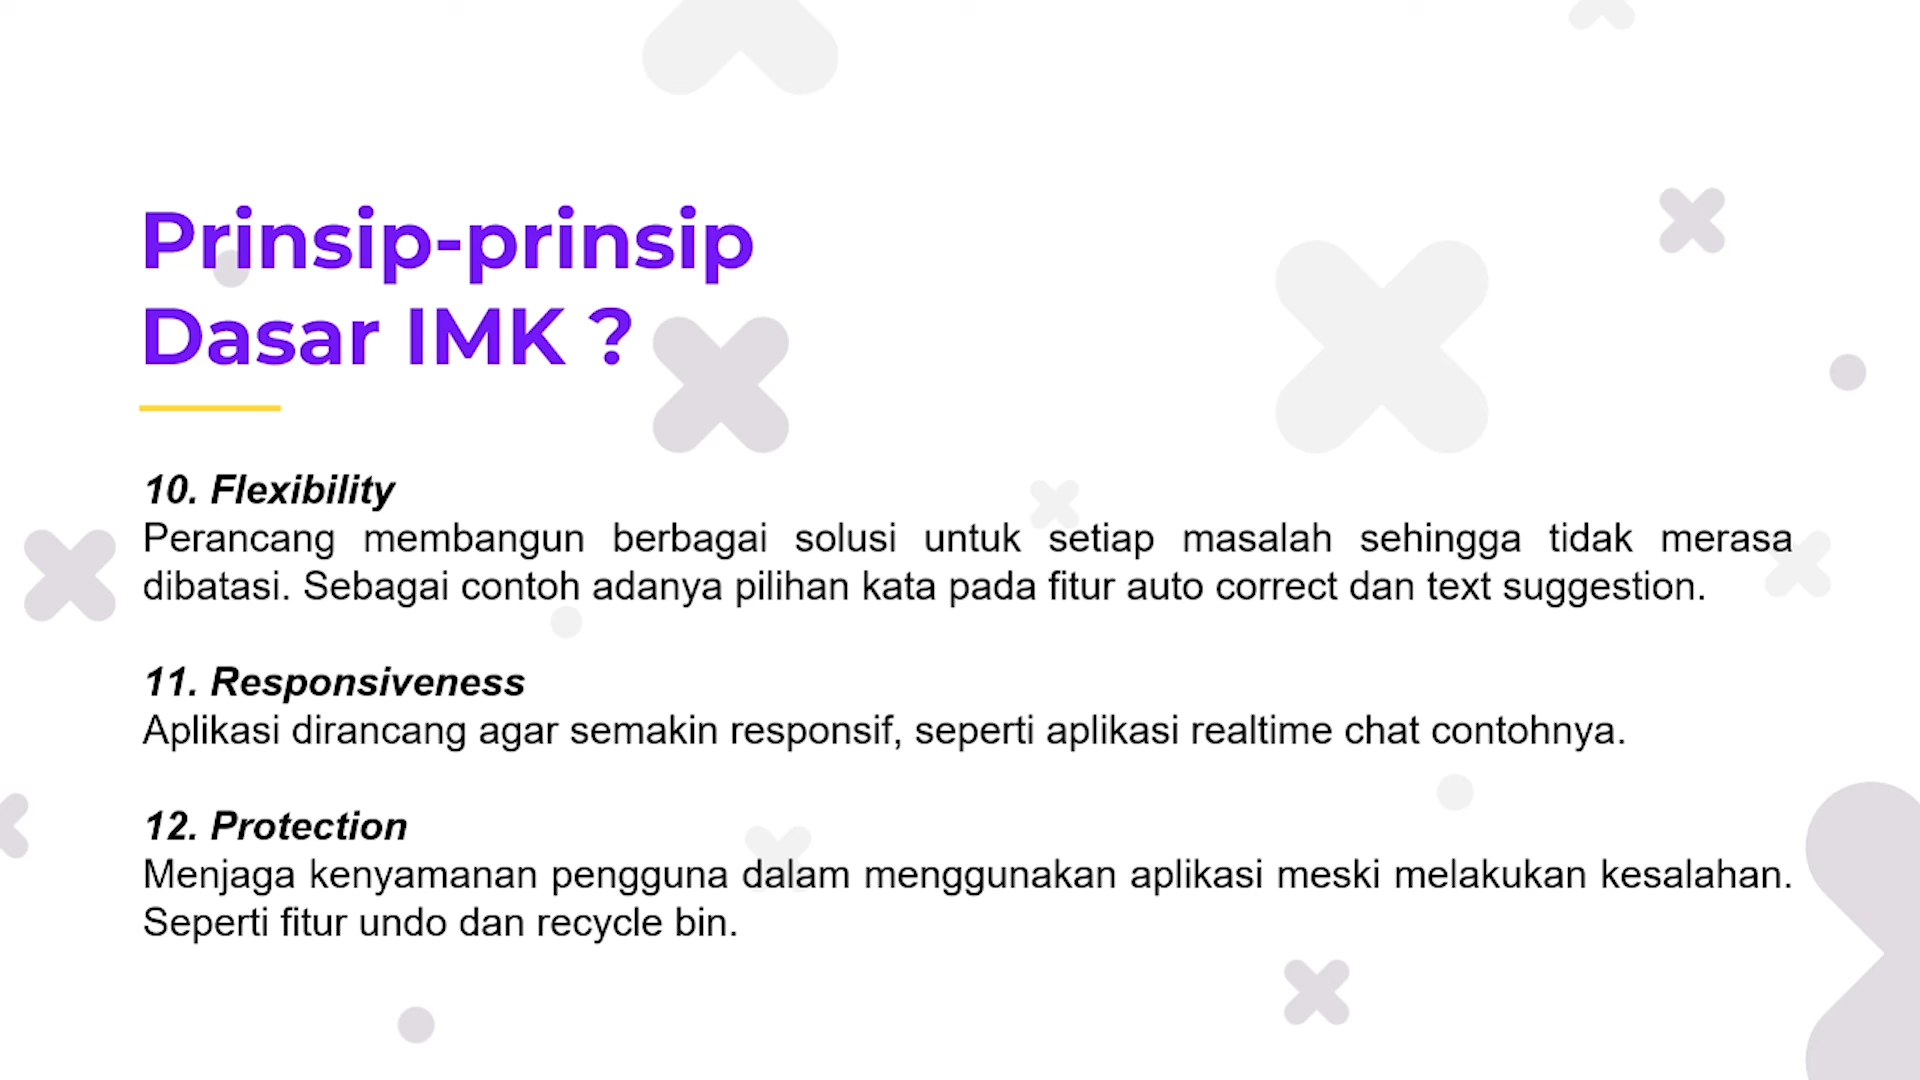 Prinsip-prinsip
Dasar IMK ?
10. Flexibility
Perancang membangun berbagai solusi untuk setiap masalah sehingga tidak merasa
dibatasi. Sebagai contoh adanya pilihan kata pada fitur auto correct dan text suggestion.
11. Responsiveness
Aplikasi dirancang agar semakin responsif, seperti aplikasi realtime chat contohnya.
12. Protection
Menjaga kenyamanan pengguna dalam menggunakan aplikasi meski melakukan kesalahan.
Seperti fitur undo dan recycle bin.